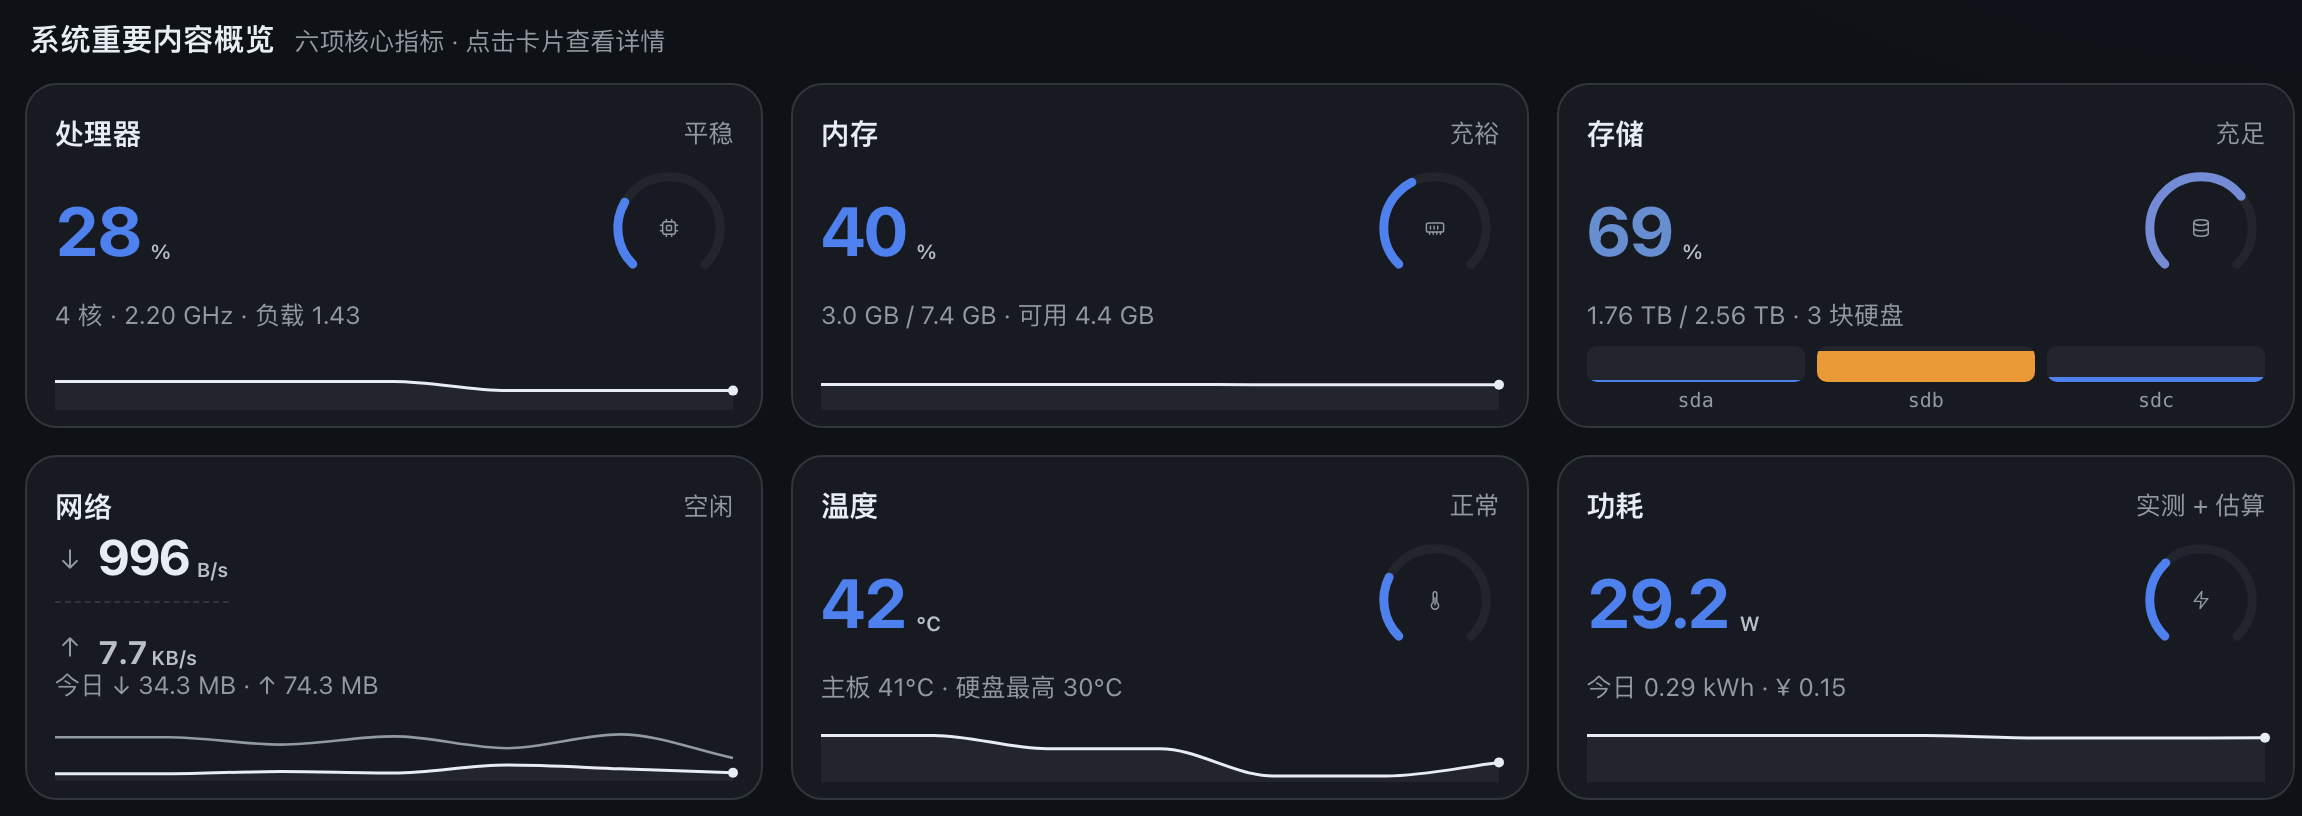 系统重要内容概览 六项核心指标 · 点击卡片查看详情
处理器 平稳
28 %
4 核 · 2.20 GHz · 负载 1.43
内存 充裕
40 %
3.0 GB / 7.4 GB · 可用 4.4 GB
存储 充足
69 %
1.76 TB / 2.56 TB · 3 块硬盘
sda sdb sdc
网络 空闲
↓ 996 B/s
↑ 7.7 KB/s
今日 ↓ 34.3 MB · ↑ 74.3 MB
温度 正常
42 °C
主板 41°C · 硬盘最高 30°C
功耗 实测 + 估算
29.2 W
今日 0.29 kWh · ¥ 0.15